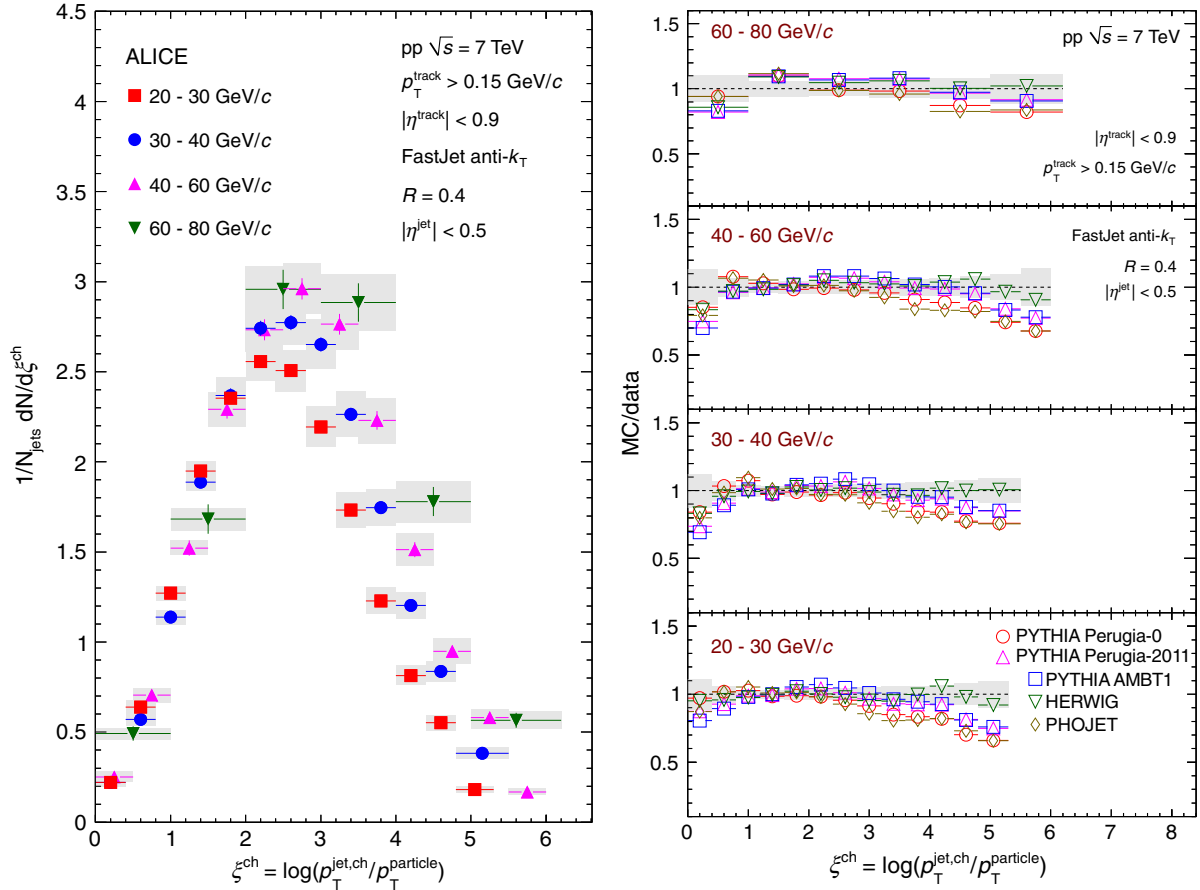 ALICE
20 - 30 GeV/c
30 - 40 GeV/c
40 - 60 GeV/c
60 - 80 GeV/c
pp √s = 7 TeV
p_T^track > 0.15 GeV/c
|η^track| < 0.9
FastJet anti-k_T
R = 0.4
|η^jet| < 0.5
1/N_jets dN/dξ^ch
4.5
4
3.5
3
2.5
2
1.5
1
0.5
0
0 1 2 3 4 5 6
ξ^ch = log(p_T^jet,ch/p_T^particle)
MC/data
60 - 80 GeV/c
pp √s = 7 TeV
|η^track| < 0.9
p_T^track > 0.15 GeV/c
1.5
1
0.5
40 - 60 GeV/c
FastJet anti-k_T
R = 0.4
|η^jet| < 0.5
1.5
1
0.5
30 - 40 GeV/c
1.5
1
0.5
20 - 30 GeV/c
PYTHIA Perugia-0
PYTHIA Perugia-2011
PYTHIA AMBT1
HERWIG
PHOJET
1.5
1
0.5
0 1 2 3 4 5 6 7 8
ξ^ch = log(p_T^jet,ch/p_T^particle)